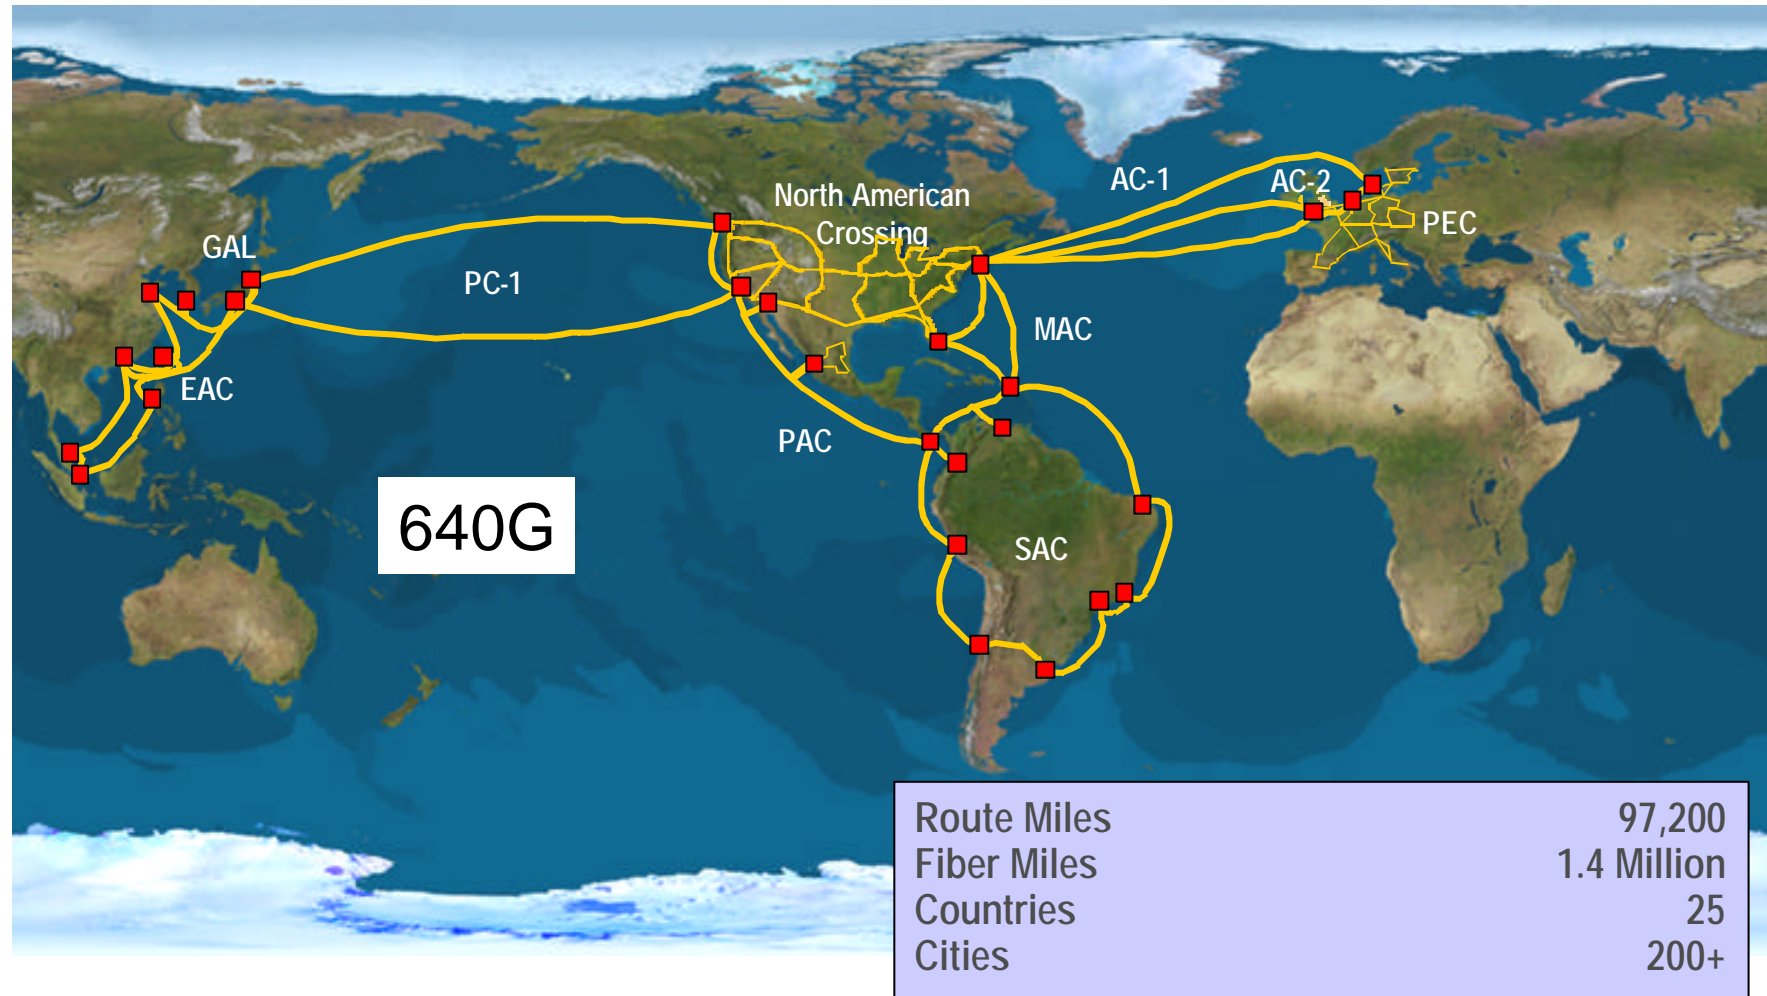 North American
Crossing
AC-1
AC-2
PEC
GAL
PC-1
MAC
EAC
PAC
640G
SAC
Route Miles 97,200
Fiber Miles 1.4 Million
Countries 25
Cities 200+